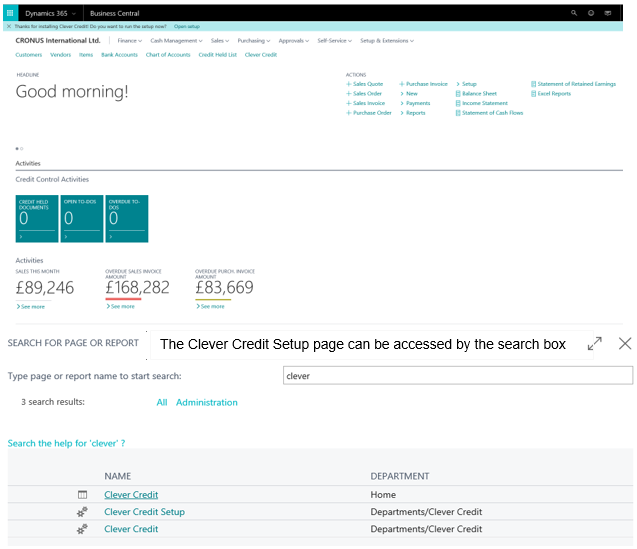 Dynamics 365 Business Central
Thanks for installing Clever Credit! Do you want to run the setup now? Open setup
CRONUS International Ltd. Finance Cash Management Sales Purchasing Approvals Self-Service Setup & Extensions
Customers Vendors Items Bank Accounts Chart of Accounts Credit Held List Clever Credit
HEADLINE
Good morning!
ACTIONS
+ Sales Quote + Purchase Invoice > Setup Statement of Retained Earnings
+ Sales Order > New Balance Sheet Excel Reports
+ Sales Invoice > Payments Income Statement
+ Purchase Order > Reports Statement of Cash Flows
Activities
Credit Control Activities
CREDIT HELD DOCUMENTS
0
OPEN TO-DOS
0
OVERDUE TO-DOS
0
Activities
SALES THIS MONTH
£89,246
> See more
OVERDUE SALES INVOICE AMOUNT
£168,282
> See more
OVERDUE PURCH. INVOICE AMOUNT
£83,669
> See more
SEARCH FOR PAGE OR REPORT
The Clever Credit Setup page can be accessed by the search box
Type page or report name to start search: clever
3 search results: All Administration
Search the help for 'clever' ?
NAME DEPARTMENT
Clever Credit Home
Clever Credit Setup Departments/Clever Credit
Clever Credit Departments/Clever Credit